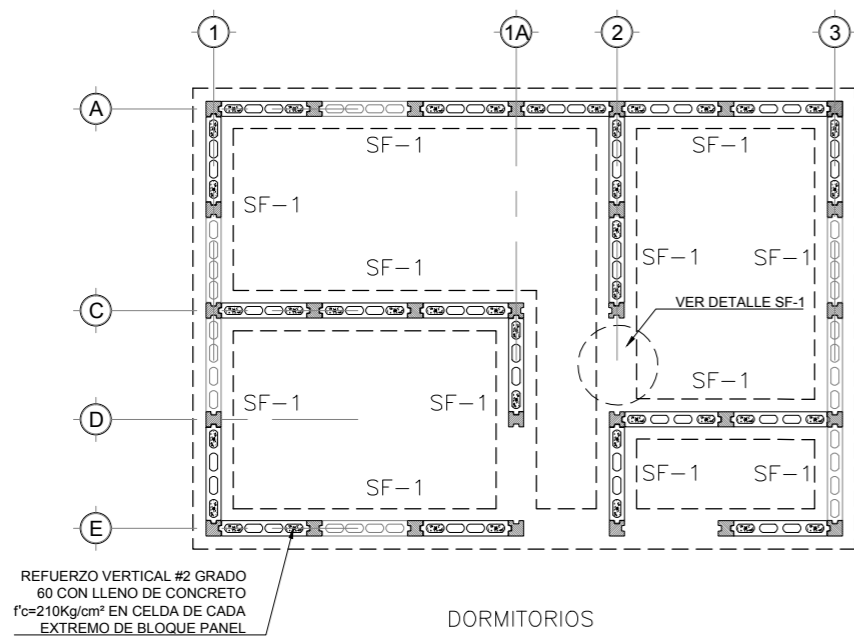 1 1A 2 3
A
SF-1 SF-1
SF-1
SF-1 SF-1
SF-1
C
VER DETALLE SF-1
SF-1
SF-1 SF-1
D
SF-1 SF-1
SF-1
E
REFUERZO VERTICAL #2 GRADO
60 CON LLENO DE CONCRETO
f'c=210Kg/cm² EN CELDA DE CADA
EXTREMO DE BLOQUE PANEL
DORMITORIOS